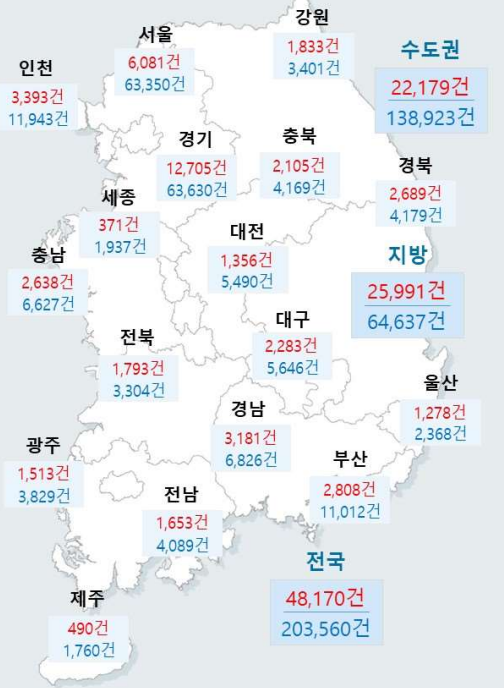 강원
1,833건
3,401건
서울
6,081건
63,350건
수도권
22,179건
138,923건
인천
3,393건
11,943건
경기
12,705건
63,630건
충북
2,105건
4,169건
경북
2,689건
4,179건
세종
371건
1,937건
대전
1,356건
5,490건
지방
25,991건
64,637건
충남
2,638건
6,627건
대구
2,283건
5,646건
전북
1,793건
3,304건
울산
1,278건
2,368건
경남
3,181건
6,826건
광주
1,513건
3,829건
부산
2,808건
11,012건
전남
1,653건
4,089건
전국
48,170건
203,560건
제주
490건
1,760건